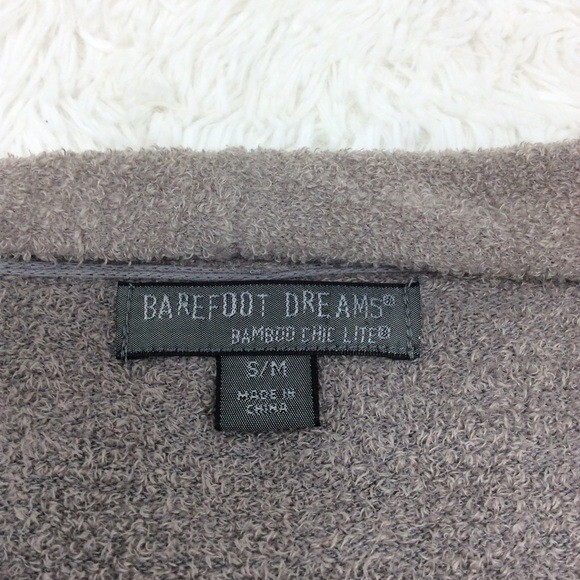 BAREFOOT DREAMS®
BAMBOO CHIC LITE®
S/M
MADE IN
CHINA